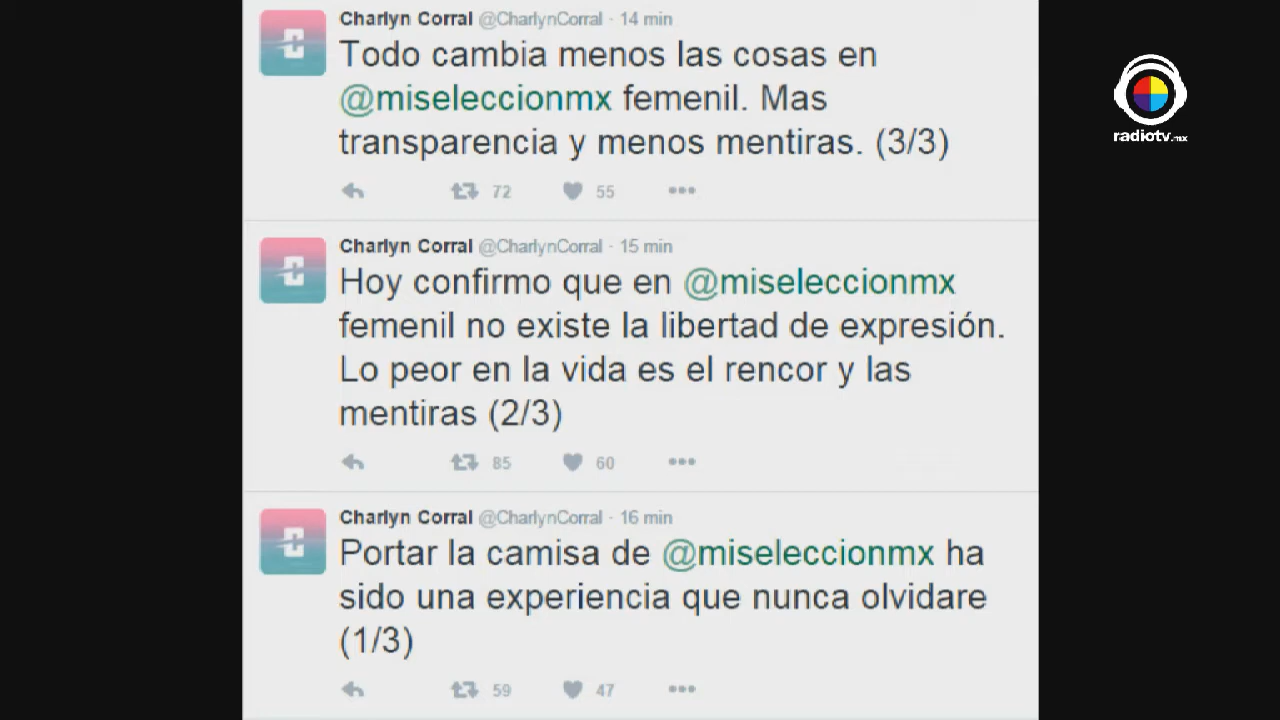 Charlyn Corral @CharlynCorral · 14 min
Todo cambia menos las cosas en
@miseleccionmx femenil. Mas
transparencia y menos mentiras. (3/3)
72 55
radiotv.mx
Charlyn Corral @CharlynCorral · 15 min
Hoy confirmo que en @miseleccionmx
femenil no existe la libertad de expresión.
Lo peor en la vida es el rencor y las
mentiras (2/3)
85 60
Charlyn Corral @CharlynCorral · 16 min
Portar la camisa de @miseleccionmx ha
sido una experiencia que nunca olvidare
(1/3)
59 47